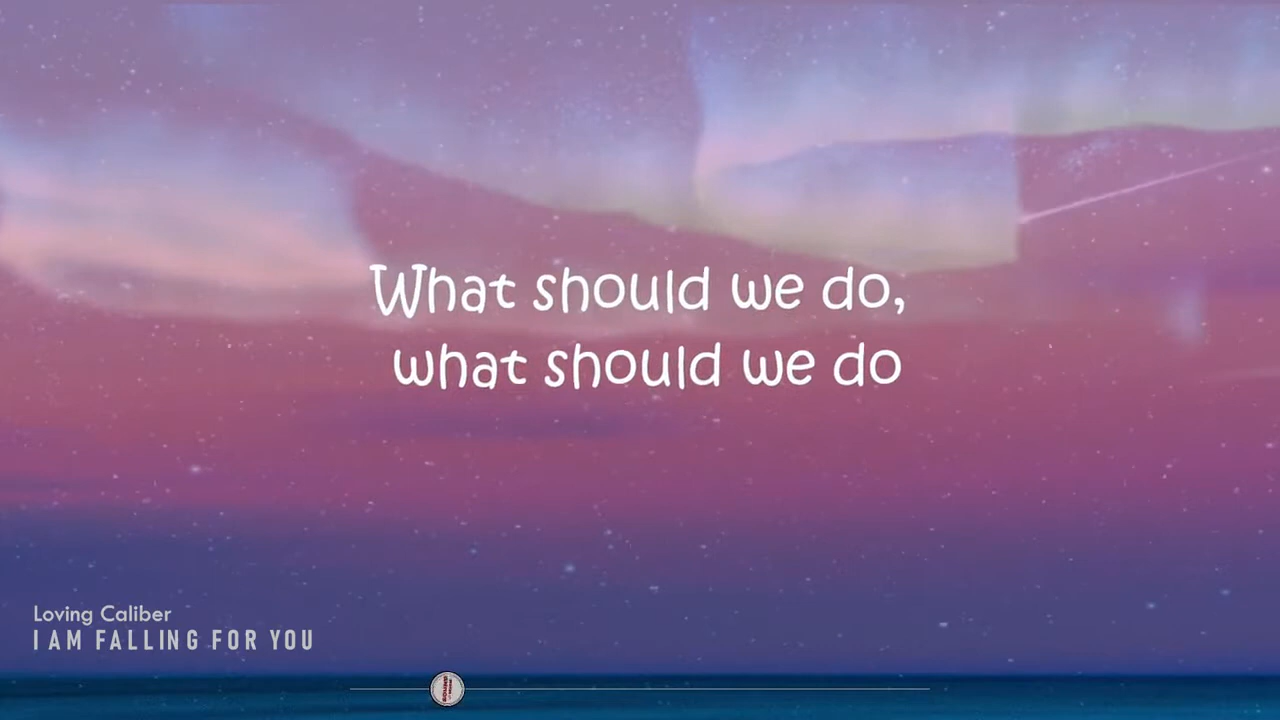 What should we do,
what should we do
Loving Caliber
I AM FALLING FOR YOU